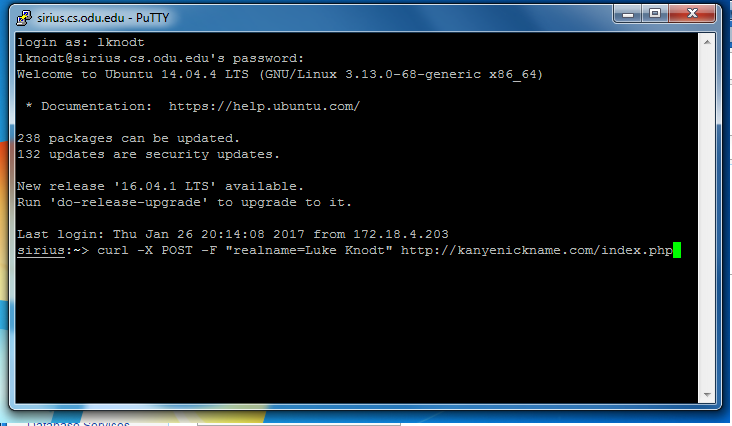 sirius.cs.odu.edu - PuTTY
login as: lknodt
lknodt@sirius.cs.odu.edu's password:
Welcome to Ubuntu 14.04.4 LTS (GNU/Linux 3.13.0-68-generic x86_64)
* Documentation:  https://help.ubuntu.com/
238 packages can be updated.
132 updates are security updates.
New release '16.04.1 LTS' available.
Run 'do-release-upgrade' to upgrade to it.
Last login: Thu Jan 26 20:14:08 2017 from 172.18.4.203
sirius:~> curl -X POST -F "realname=Luke Knodt" http://kanyenickname.com/index.php
Database Services